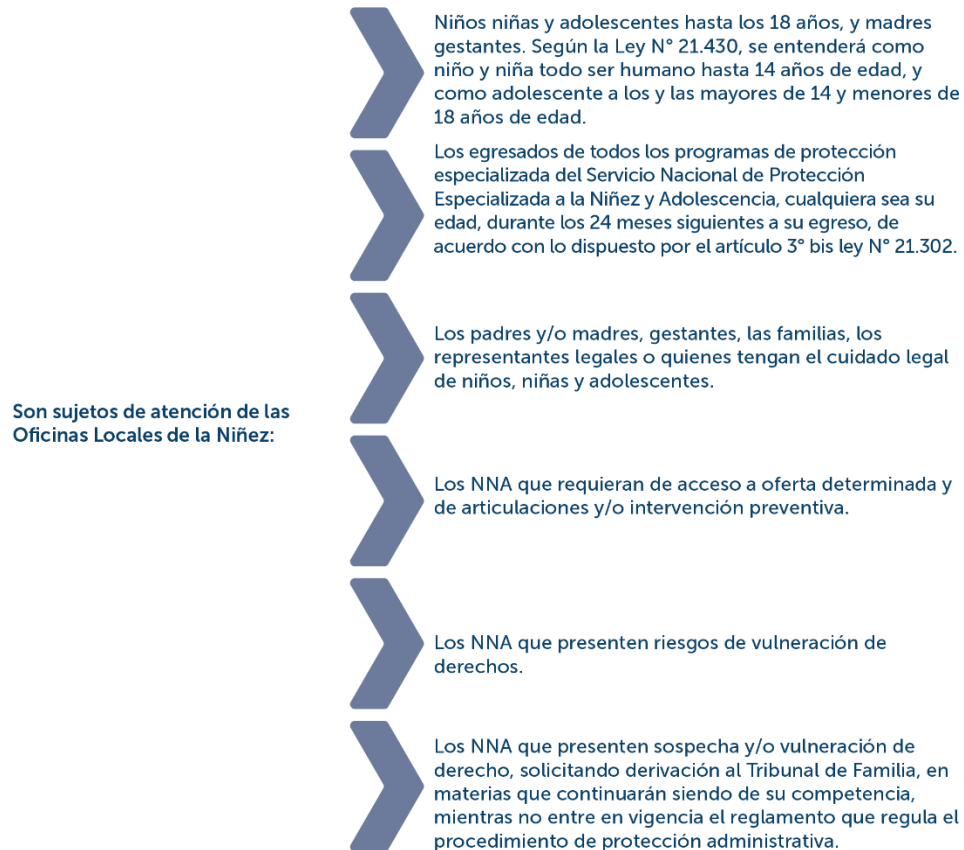 Niños niñas y adolescentes hasta los 18 años, y madres
gestantes. Según la Ley N° 21.430, se entenderá como
niño y niña todo ser humano hasta 14 años de edad, y
como adolescente a los y las mayores de 14 y menores de
18 años de edad.
Los egresados de todos los programas de protección
especializada del Servicio Nacional de Protección
Especializada a la Niñez y Adolescencia, cualquiera sea su
edad, durante los 24 meses siguientes a su egreso, de
acuerdo con lo dispuesto por el artículo 3° bis ley N° 21.302.
Los padres y/o madres, gestantes, las familias, los
representantes legales o quienes tengan el cuidado legal
de niños, niñas y adolescentes.
Son sujetos de atención de las
Oficinas Locales de la Niñez:
Los NNA que requieran de acceso a oferta determinada y
de articulaciones y/o intervención preventiva.
Los NNA que presenten riesgos de vulneración de
derechos.
Los NNA que presenten sospecha y/o vulneración de
derecho, solicitando derivación al Tribunal de Familia, en
materias que continuarán siendo de su competencia,
mientras no entre en vigencia el reglamento que regula el
procedimiento de protección administrativa.